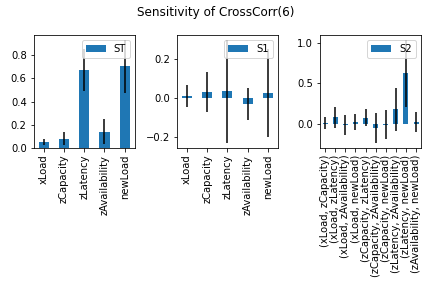 Sensitivity of CrossCorr(6)
ST
0.8
0.6
0.4
0.2
0.0
xLoad
zCapacity
zLatency
zAvailability
newLoad
S1
0.2
0.0
−0.2
xLoad
zCapacity
zLatency
zAvailability
newLoad
S2
1.0
0.5
0.0
(xLoad, zCapacity)
(xLoad, zLatency)
(xLoad, zAvailability)
(xLoad, newLoad)
(zCapacity, zLatency)
(zCapacity, zAvailability)
(zCapacity, newLoad)
(zLatency, zAvailability)
(zLatency, newLoad)
(zAvailability, newLoad)